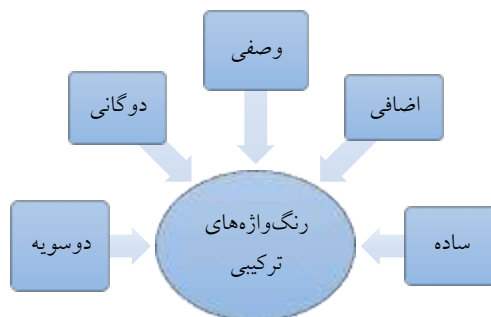 وصفی
اضافی
دوگانی
ساده
رنگ‌واژه‌های
ترکیبی
دوسویه